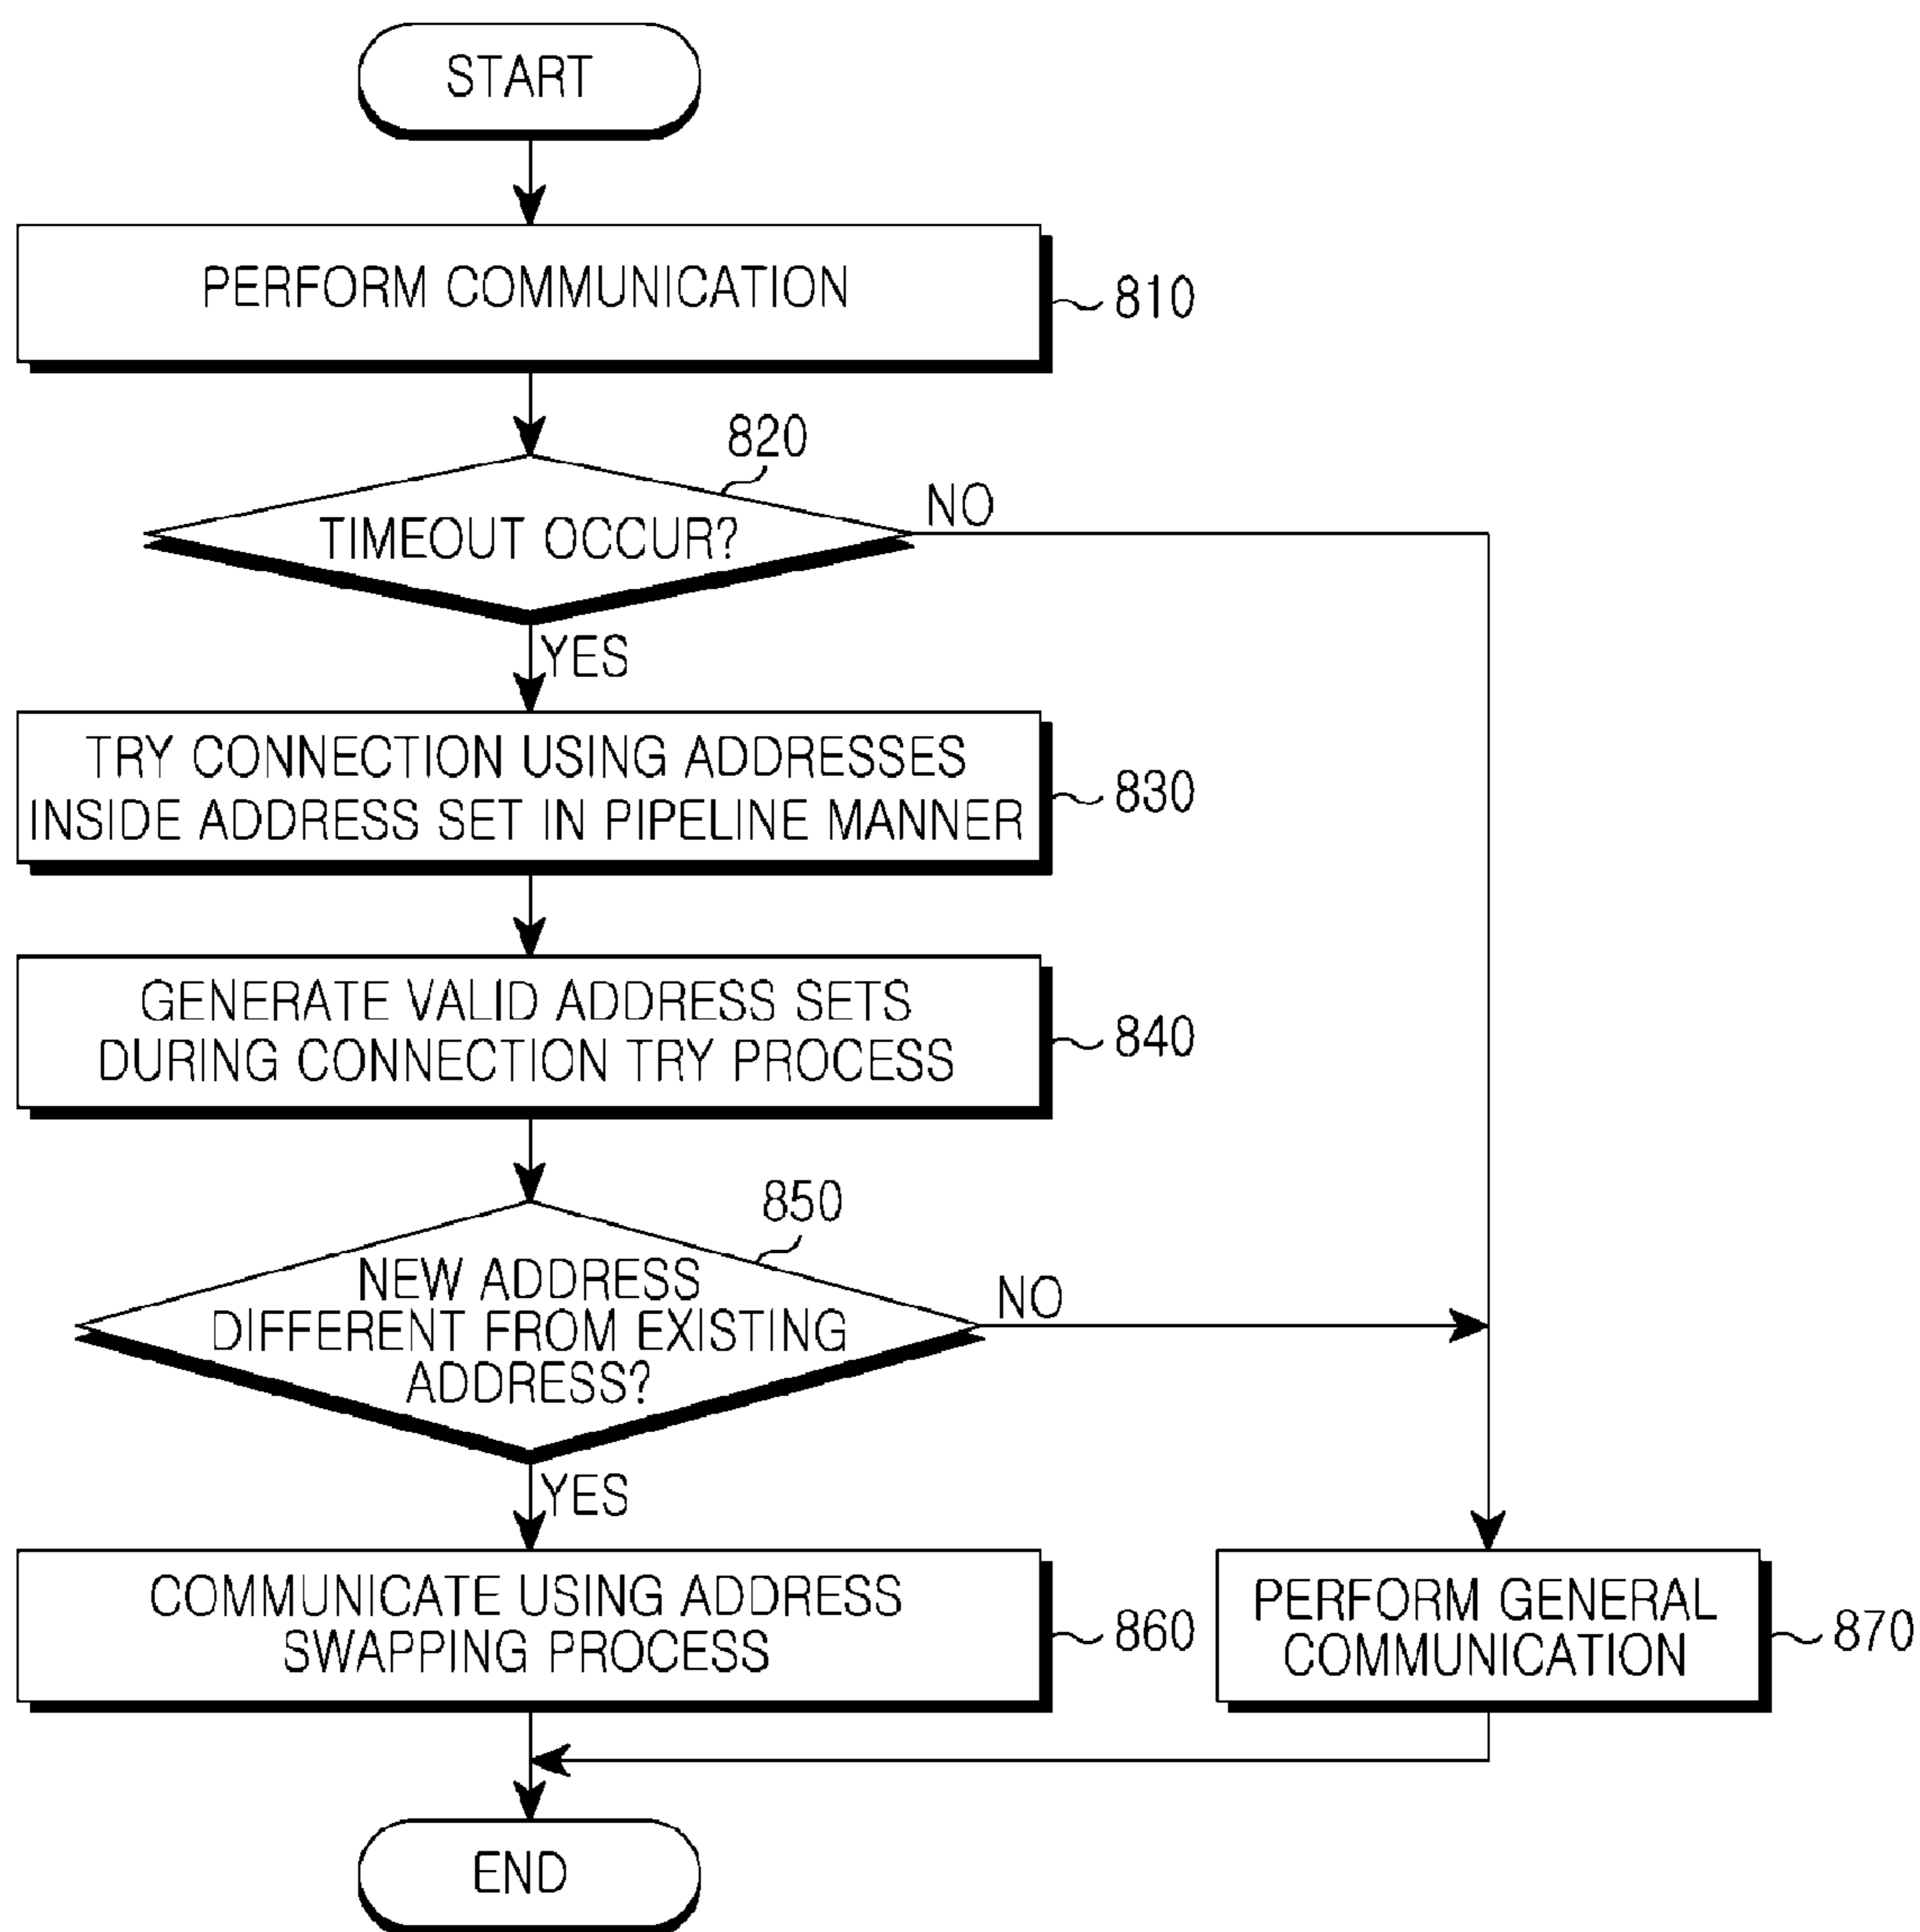 START
PERFORM COMMUNICATION
810
820
TIMEOUT OCCUR?
NO
YES
TRY CONNECTION USING ADDRESSES
INSIDE ADDRESS SET IN PIPELINE MANNER
830
GENERATE VALID ADDRESS SETS
DURING CONNECTION TRY PROCESS
840
850
NEW ADDRESS
DIFFERENT FROM EXISTING
ADDRESS?
NO
YES
COMMUNICATE USING ADDRESS
SWAPPING PROCESS
860
PERFORM GENERAL
COMMUNICATION
870
END